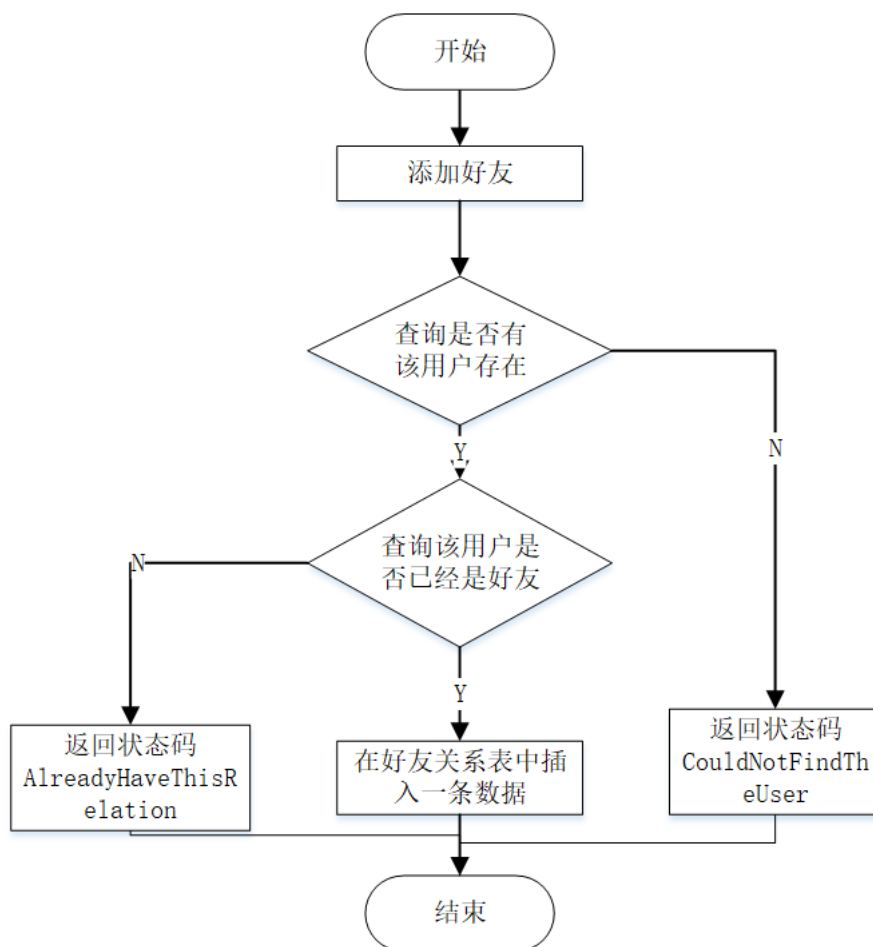 开始
添加好友
查询是否有
该用户存在
Y
N
查询该用户是
否已经是好友
N
Y
返回状态码
AlreadyHaveThisR
elation
在好友关系表中插
入一条数据
返回状态码
CouldNotFindTh
eUser
结束